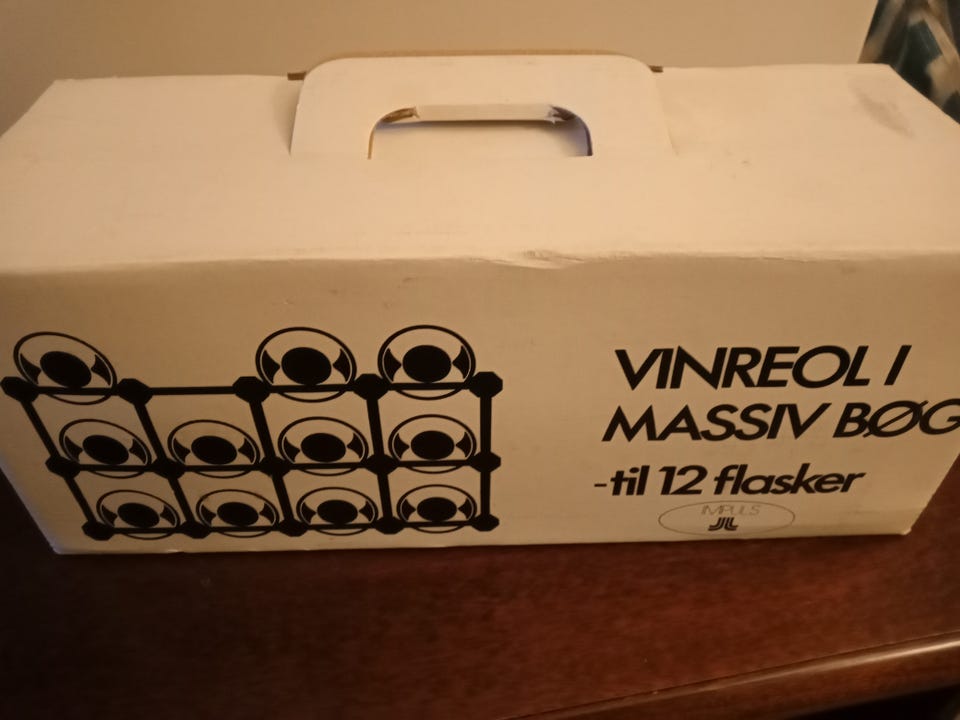 VINREOL I
MASSIV BØG
-til 12 flasker
IMPULS